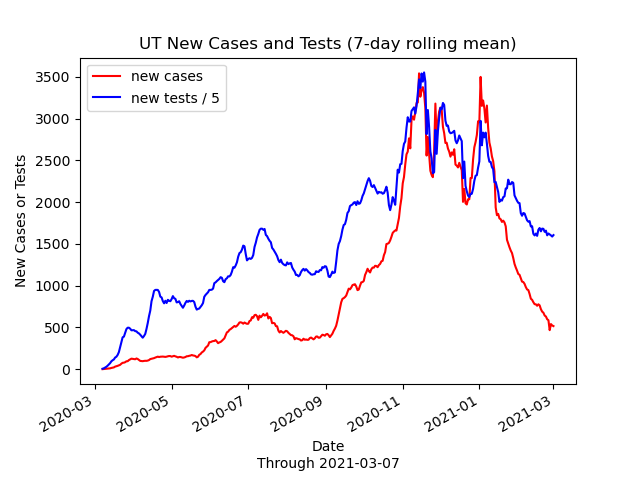 UT New Cases and Tests (7-day rolling mean)
new cases
new tests / 5
New Cases or Tests
3500
3000
2500
2000
1500
1000
500
0
2020-03
2020-05
2020-07
2020-09
2020-11
2021-01
2021-03
Date
Through 2021-03-07